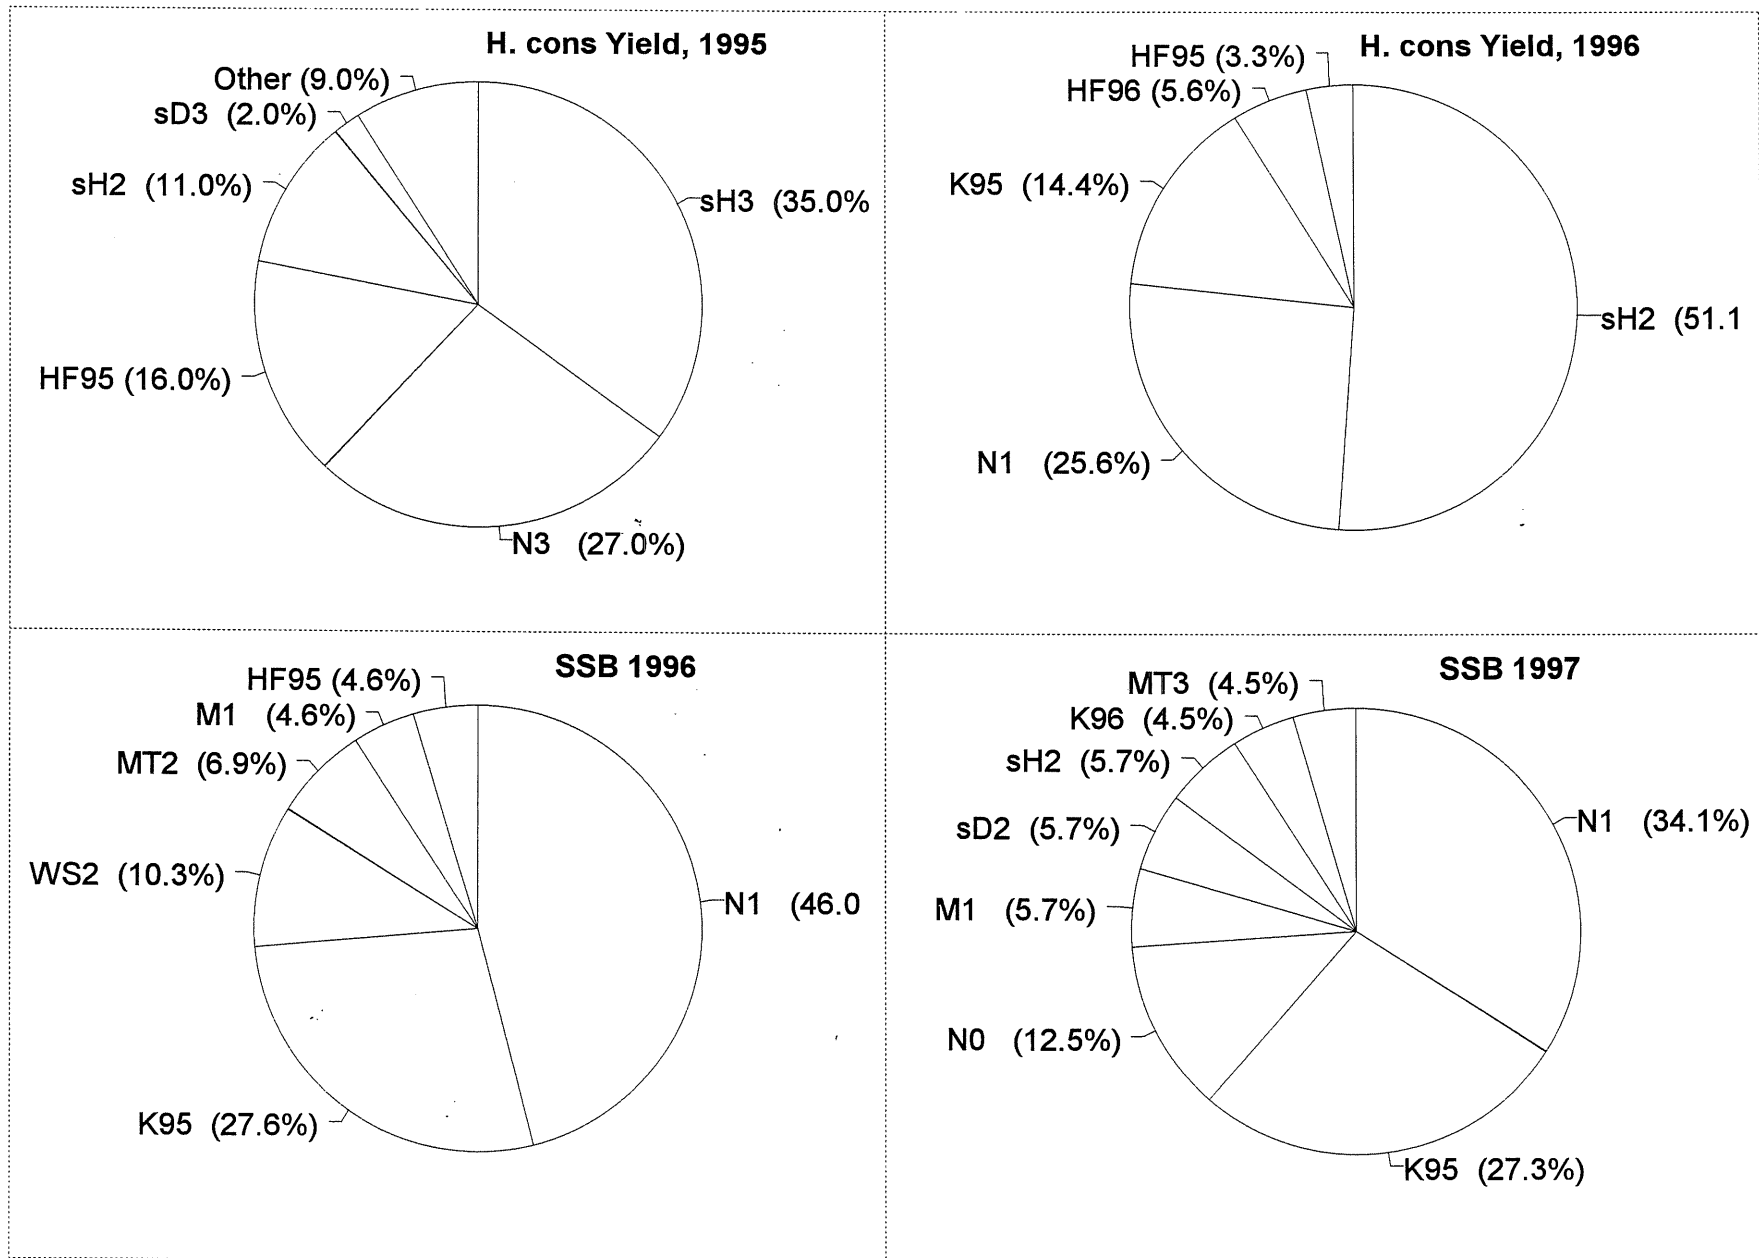 H. cons Yield, 1995
Other (9.0%)
sD3 (2.0%)
sH2 (11.0%)
sH3 (35.0%
HF95 (16.0%)
N3 (27.0%)
H. cons Yield, 1996
HF95 (3.3%)
HF96 (5.6%)
K95 (14.4%)
sH2 (51.1
N1 (25.6%)
SSB 1996
HF95 (4.6%)
M1 (4.6%)
MT2 (6.9%)
WS2 (10.3%)
N1 (46.0
K95 (27.6%)
SSB 1997
MT3 (4.5%)
K96 (4.5%)
sH2 (5.7%)
sD2 (5.7%)
N1 (34.1%)
M1 (5.7%)
N0 (12.5%)
K95 (27.3%)